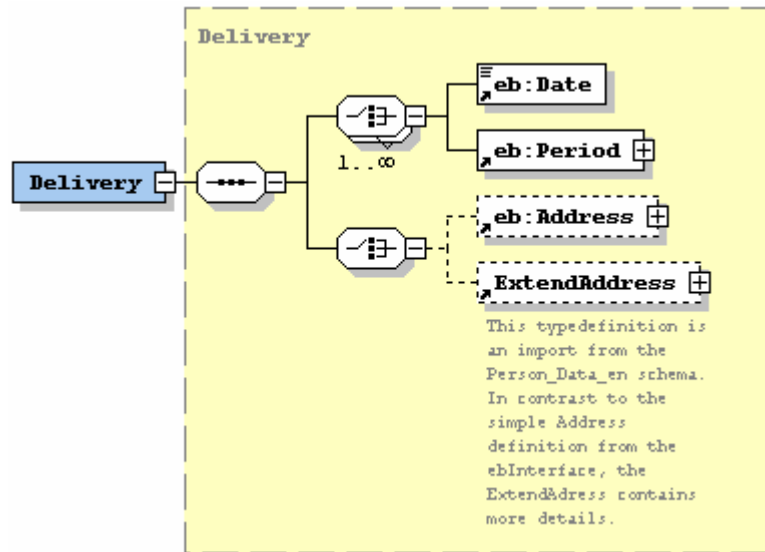 Delivery
eb:Date
1..∞
eb:Period
Delivery
eb:Address
ExtendAddress
This typedefinition is
an import from the
Person_Data_en schema.
In contrast to the
simple Address
definition from the
ebInterface, the
ExtendAdress contains
more details.